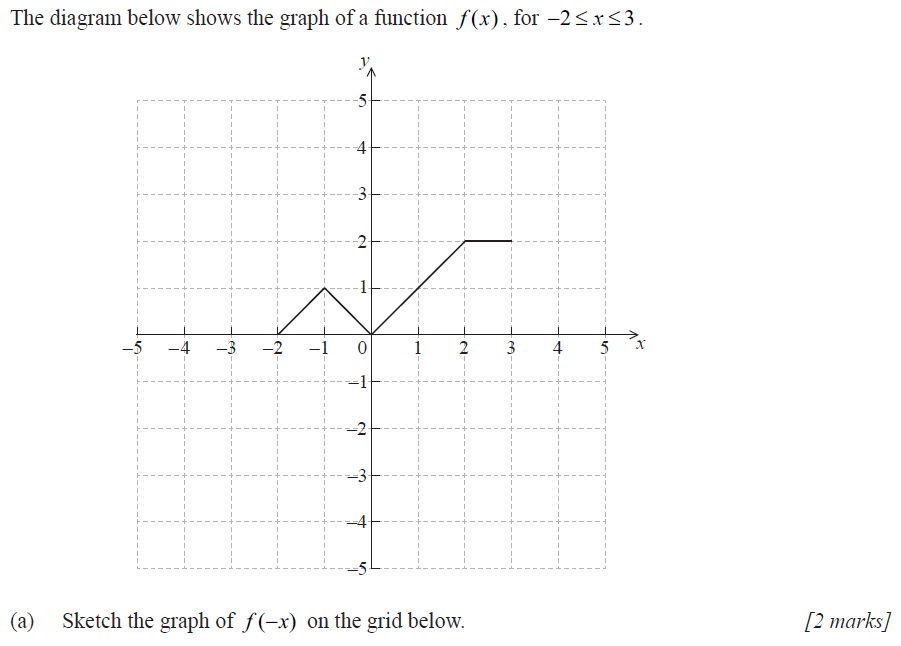 The diagram below shows the graph of a function f(x), for −2 ≤ x ≤ 3.
y
5
4
3
2
1
−5 −4 −3 −2 −1 0 1 2 3 4 5 x
−1
−2
−3
−4
−5
(a) Sketch the graph of f(−x) on the grid below. [2 marks]